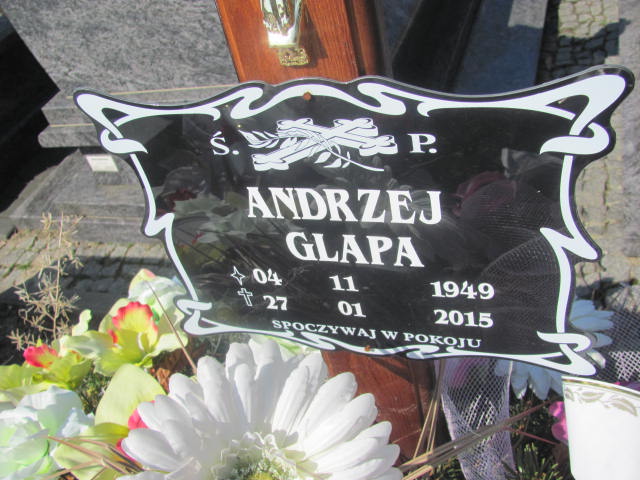 Ś. P.
ANDRZEJ
GLAPA
04 11 1949
27 01 2015
SPOCZYWAJ W POKOJU